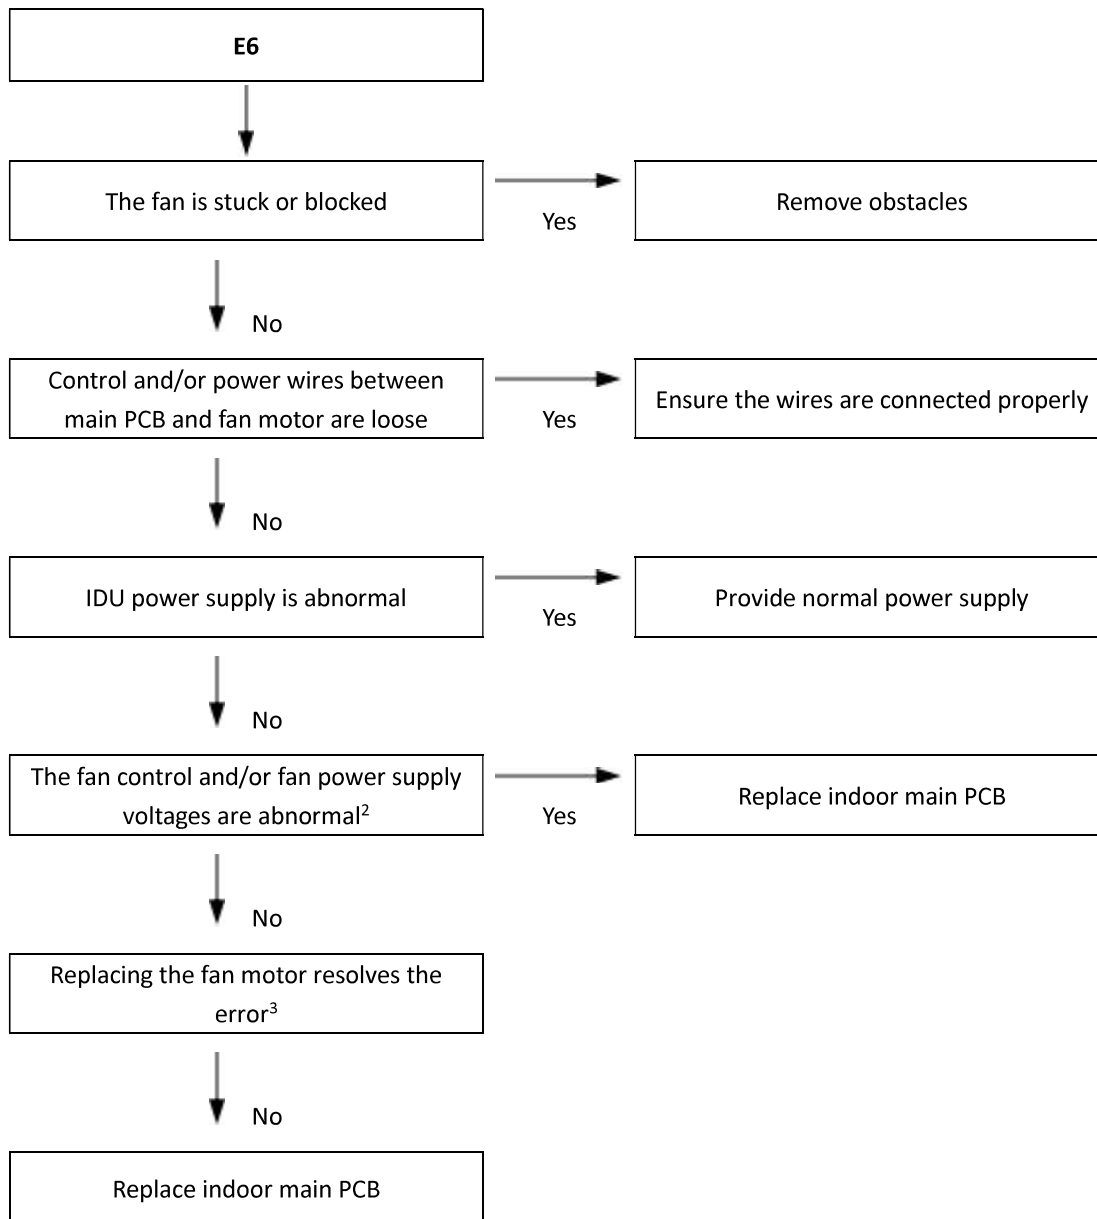 E6
The fan is stuck or blocked
Yes
Remove obstacles
No
Control and/or power wires between
main PCB and fan motor are loose
Yes
Ensure the wires are connected properly
No
IDU power supply is abnormal
Yes
Provide normal power supply
No
The fan control and/or fan power supply
voltages are abnormal²
Yes
Replace indoor main PCB
No
Replacing the fan motor resolves the
error³
No
Replace indoor main PCB